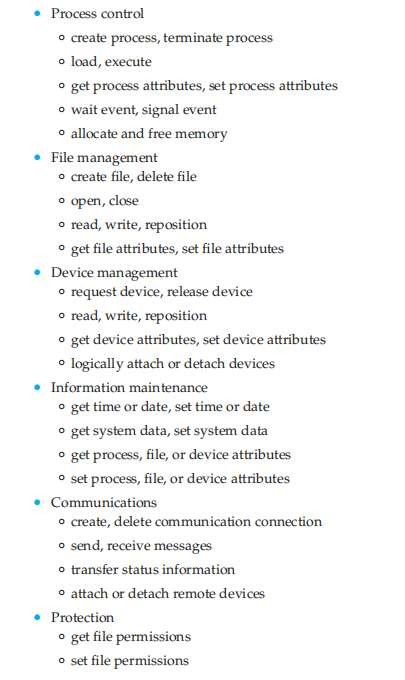 • Process control
◦ create process, terminate process
◦ load, execute
◦ get process attributes, set process attributes
◦ wait event, signal event
◦ allocate and free memory
• File management
◦ create file, delete file
◦ open, close
◦ read, write, reposition
◦ get file attributes, set file attributes
• Device management
◦ request device, release device
◦ read, write, reposition
◦ get device attributes, set device attributes
◦ logically attach or detach devices
• Information maintenance
◦ get time or date, set time or date
◦ get system data, set system data
◦ get process, file, or device attributes
◦ set process, file, or device attributes
• Communications
◦ create, delete communication connection
◦ send, receive messages
◦ transfer status information
◦ attach or detach remote devices
• Protection
◦ get file permissions
◦ set file permissions